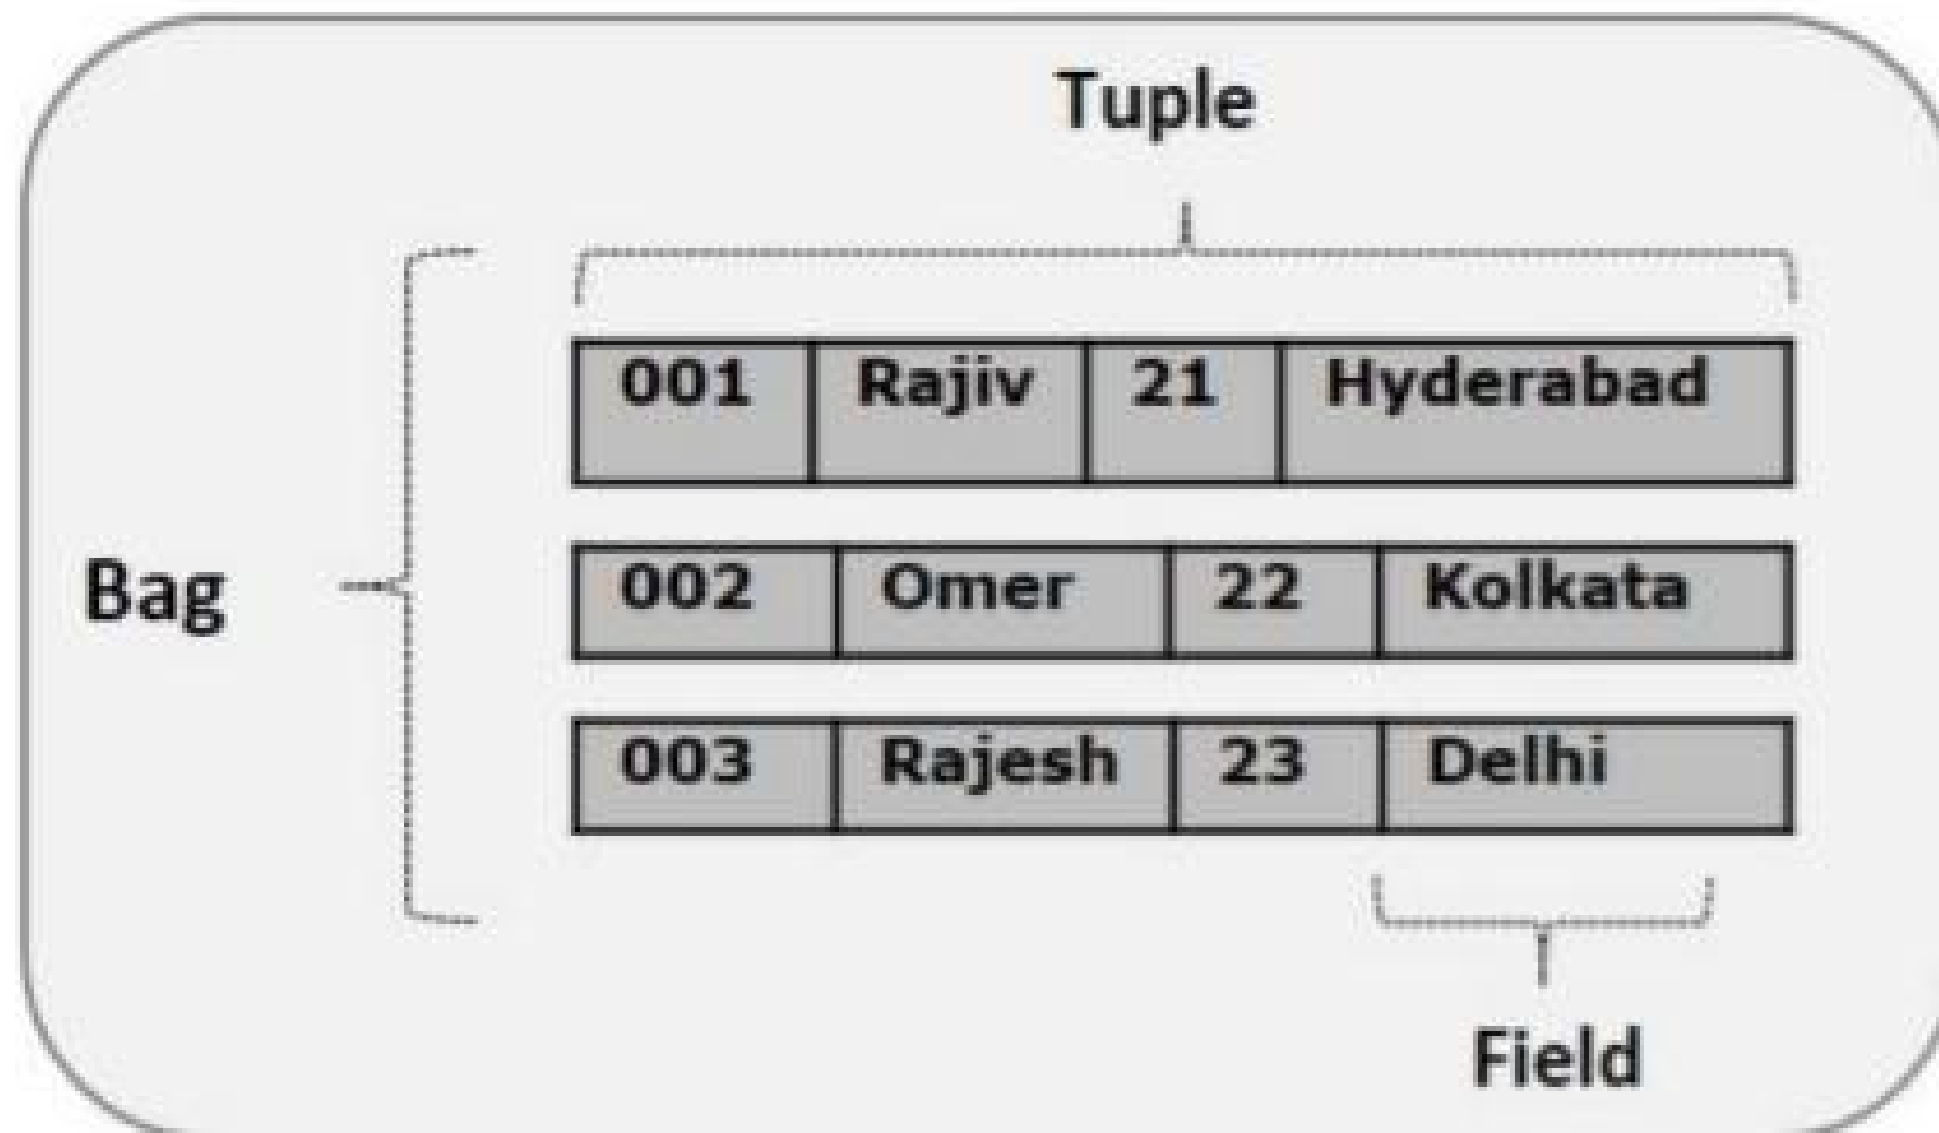 Tuple
001 Rajiv 21 Hyderabad
Bag
002 Omer 22 Kolkata
003 Rajesh 23 Delhi
Field